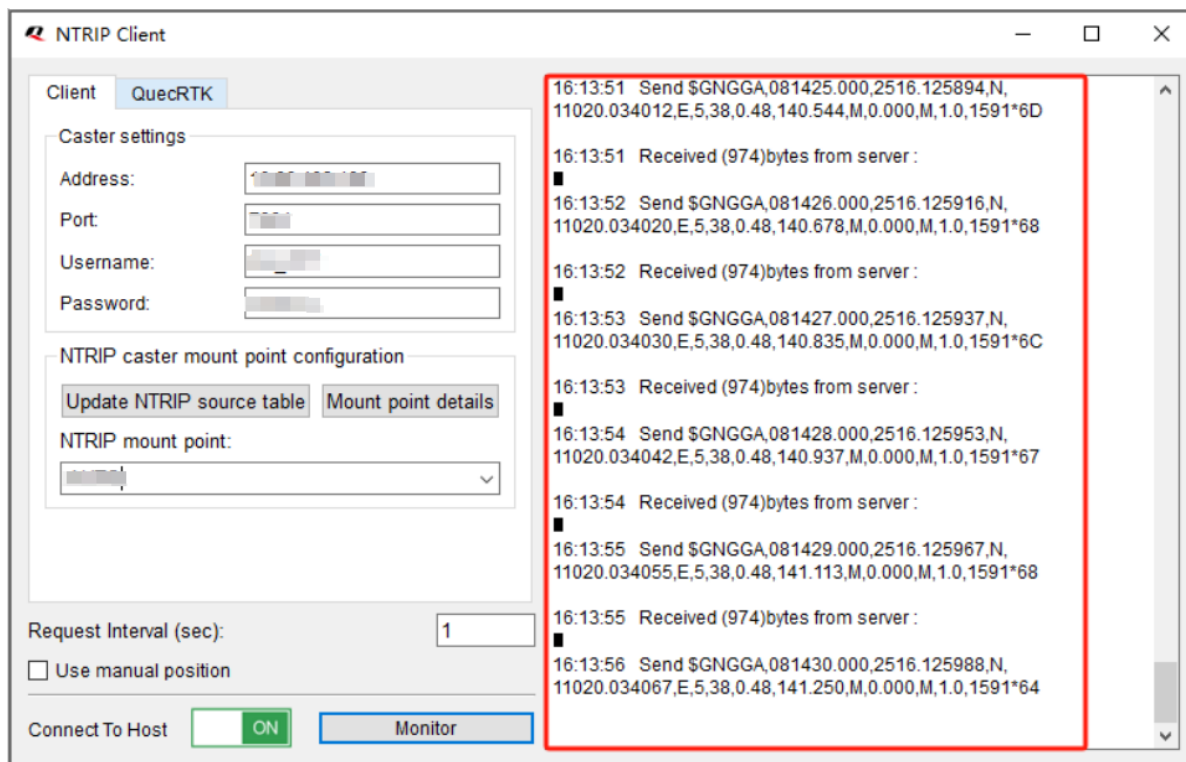 NTRIP Client
Client
QuecRTK
Caster settings
Address:
Port:
Username:
Password:
NTRIP caster mount point configuration
Update NTRIP source table
Mount point details
NTRIP mount point:
Request Interval (sec):
1
Use manual position
Connect To Host
ON
Monitor
16:13:51 Send $GNGGA,081425.000,2516.125894,N,
11020.034012,E,5,38,0.48,140.544,M,0.000,M,1.0,1591*6D
16:13:51 Received (974)bytes from server :
16:13:52 Send $GNGGA,081426.000,2516.125916,N,
11020.034020,E,5,38,0.48,140.678,M,0.000,M,1.0,1591*68
16:13:52 Received (974)bytes from server :
16:13:53 Send $GNGGA,081427.000,2516.125937,N,
11020.034030,E,5,38,0.48,140.835,M,0.000,M,1.0,1591*6C
16:13:53 Received (974)bytes from server :
16:13:54 Send $GNGGA,081428.000,2516.125953,N,
11020.034042,E,5,38,0.48,140.937,M,0.000,M,1.0,1591*67
16:13:54 Received (974)bytes from server :
16:13:55 Send $GNGGA,081429.000,2516.125967,N,
11020.034055,E,5,38,0.48,141.113,M,0.000,M,1.0,1591*68
16:13:55 Received (974)bytes from server :
16:13:56 Send $GNGGA,081430.000,2516.125988,N,
11020.034067,E,5,38,0.48,141.250,M,0.000,M,1.0,1591*64